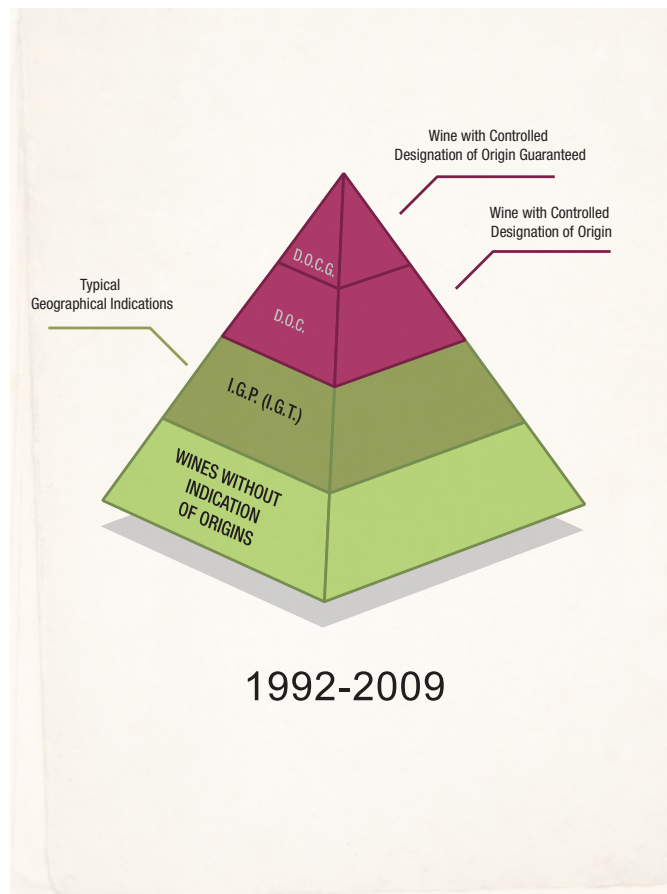 Wine with Controlled
Designation of Origin Guaranteed
Wine with Controlled
Designation of Origin
Typical
Geographical Indications
D.O.C.G.
D.O.C.
I.G.P. (I.G.T.)
WINES WITHOUT
INDICATION
OF ORIGINS
1992-2009